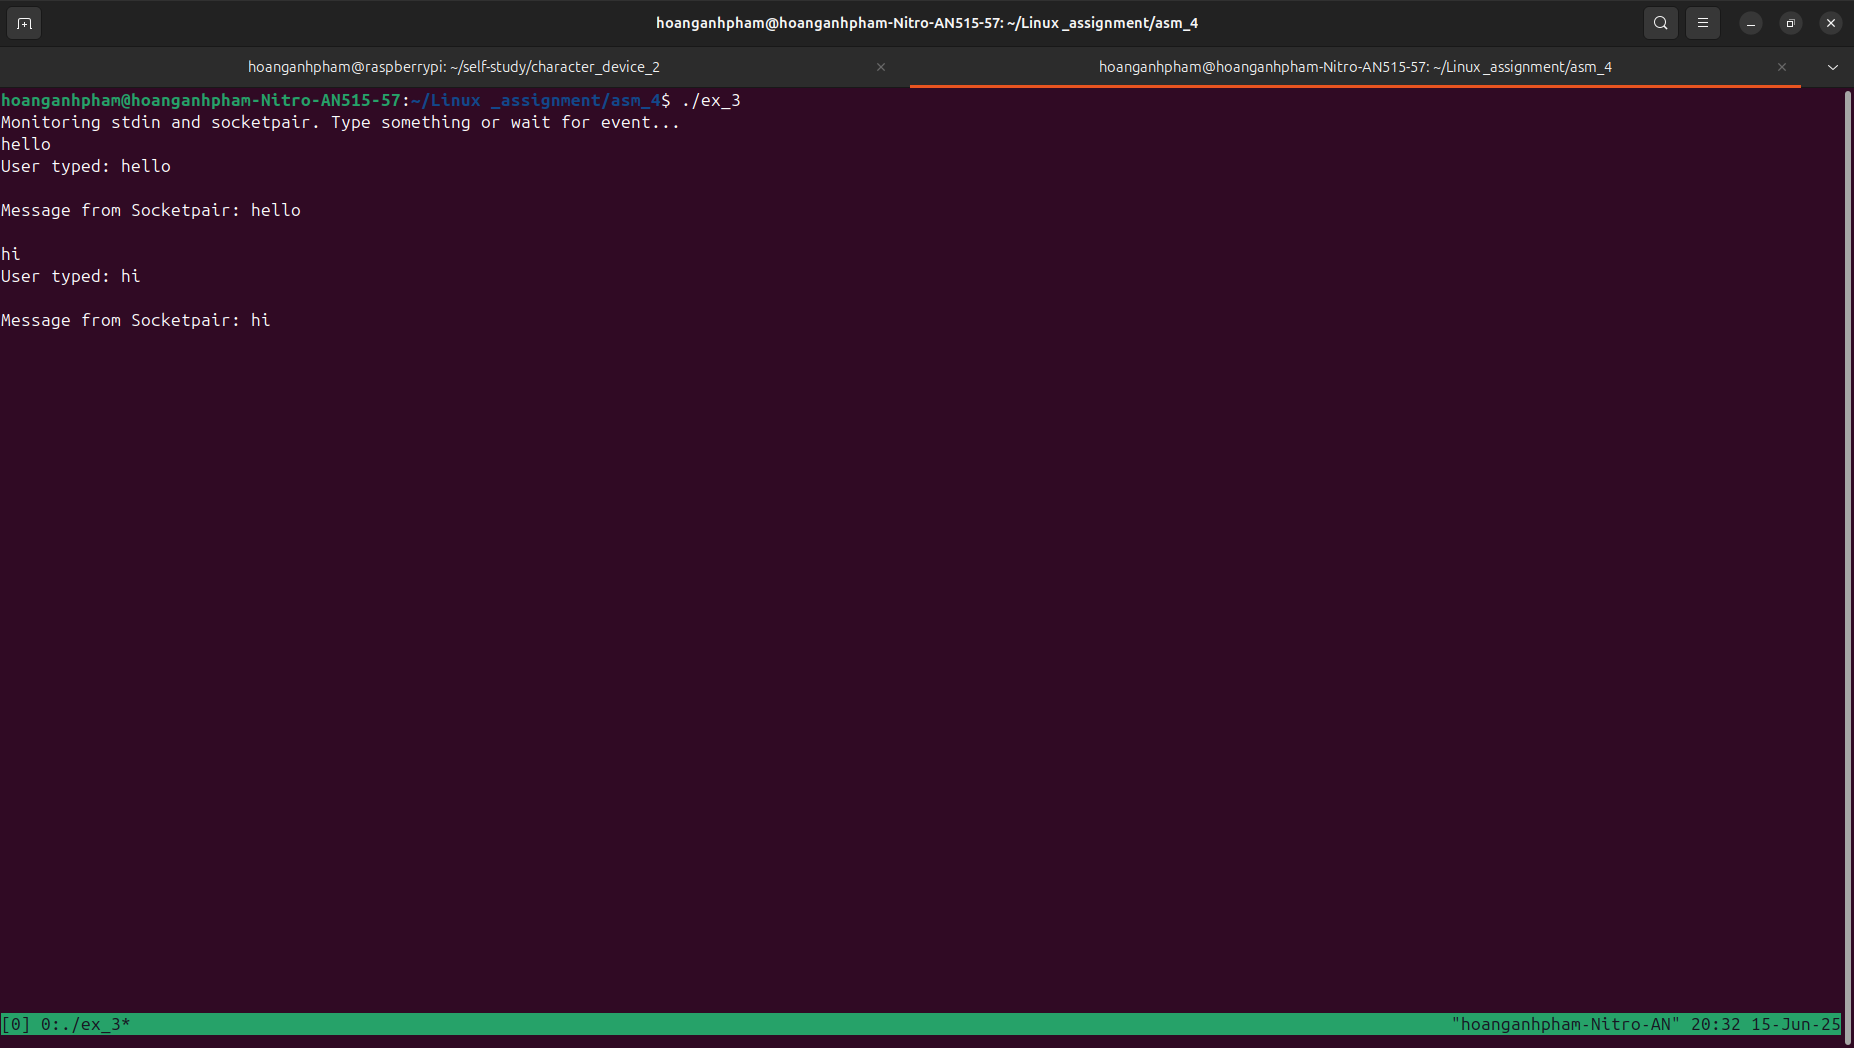 hoanganhpham@hoanganhpham-Nitro-AN515-57: ~/Linux _assignment/asm_4
hoanganhpham@raspberrypi: ~/self-study/character_device_2
hoanganhpham@hoanganhpham-Nitro-AN515-57: ~/Linux _assignment/asm_4
hoanganhpham@hoanganhpham-Nitro-AN515-57:~/Linux _assignment/asm_4$ ./ex_3
Monitoring stdin and socketpair. Type something or wait for event...
hello
User typed: hello
Message from Socketpair: hello
hi
User typed: hi
Message from Socketpair: hi
[0] 0:./ex_3* "hoanganhpham-Nitro-AN" 20:32 15-Jun-25